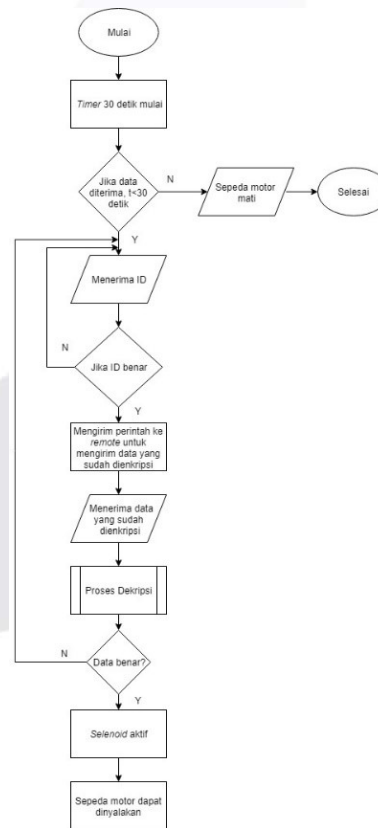 Mulai
Timer 30 detik mulai
Jika data
diterima, t<30
detik
N
Sepeda motor
mati
Selesai
Y
Menerima ID
N
Jika ID benar
Y
Mengirim perintah ke
remote untuk
mengirim data yang
sudah dienkripsi
Menerima data
yang sudah
dienkripsi
Proses Dekripsi
N
Data benar?
Y
Selenoid aktif
Sepeda motor dapat
dinyalakan